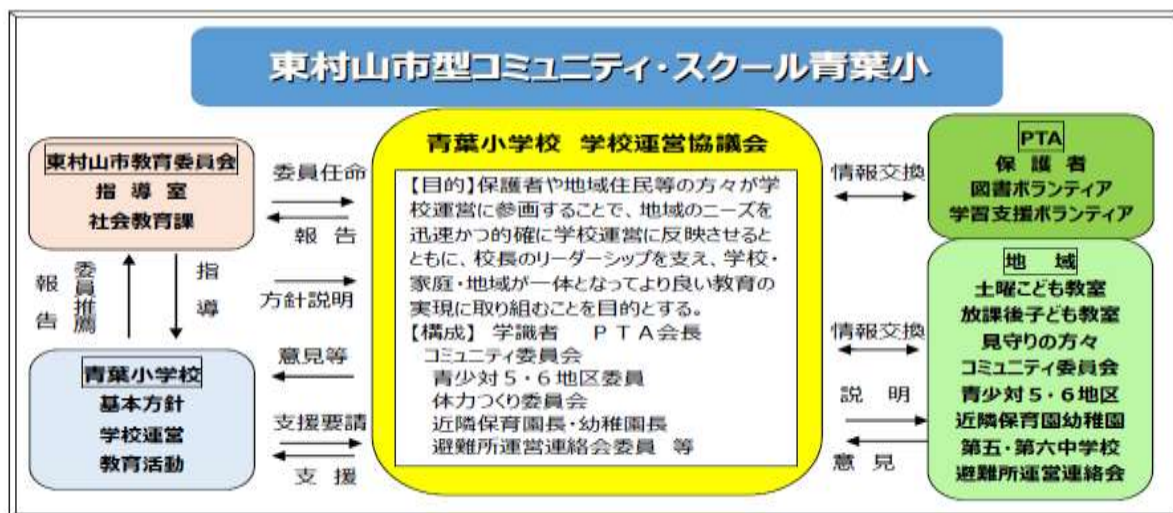 東村山市型コミュニティ・スクール青葉小
東村山市教育委員会
指 導 室
社会教育課
委員任命
報 告
方針説明
報告
委員推薦
指導
青葉小学校
基本方針
学校運営
教育活動
意見等
支援要請
支 援
青葉小学校 学校運営協議会
【目的】保護者や地域住民等の方々が学
校運営に参画することで、地域のニーズを
迅速かつ的確に学校運営に反映させると
ともに、校長のリーダーシップを支え、学校・
家庭・地域が一体となってより良い教育の
実現に取り組むことを目的とする。
【構成】 学識者 ＰＴＡ会長
コミュニティ委員会
青少対５・６地区委員
体力つくり委員会
近隣保育園長・幼稚園長
避難所運営連絡会委員 等
情報交換
情報交換
説 明
意 見
PTA
保 護 者
図書ボランティア
学習支援ボランティア
地 域
土曜こども教室
放課後子ども教室
見守りの方々
コミュニティ委員会
青少対５・６地区
近隣保育園幼稚園
第五・第六中学校
避難所運営連絡会